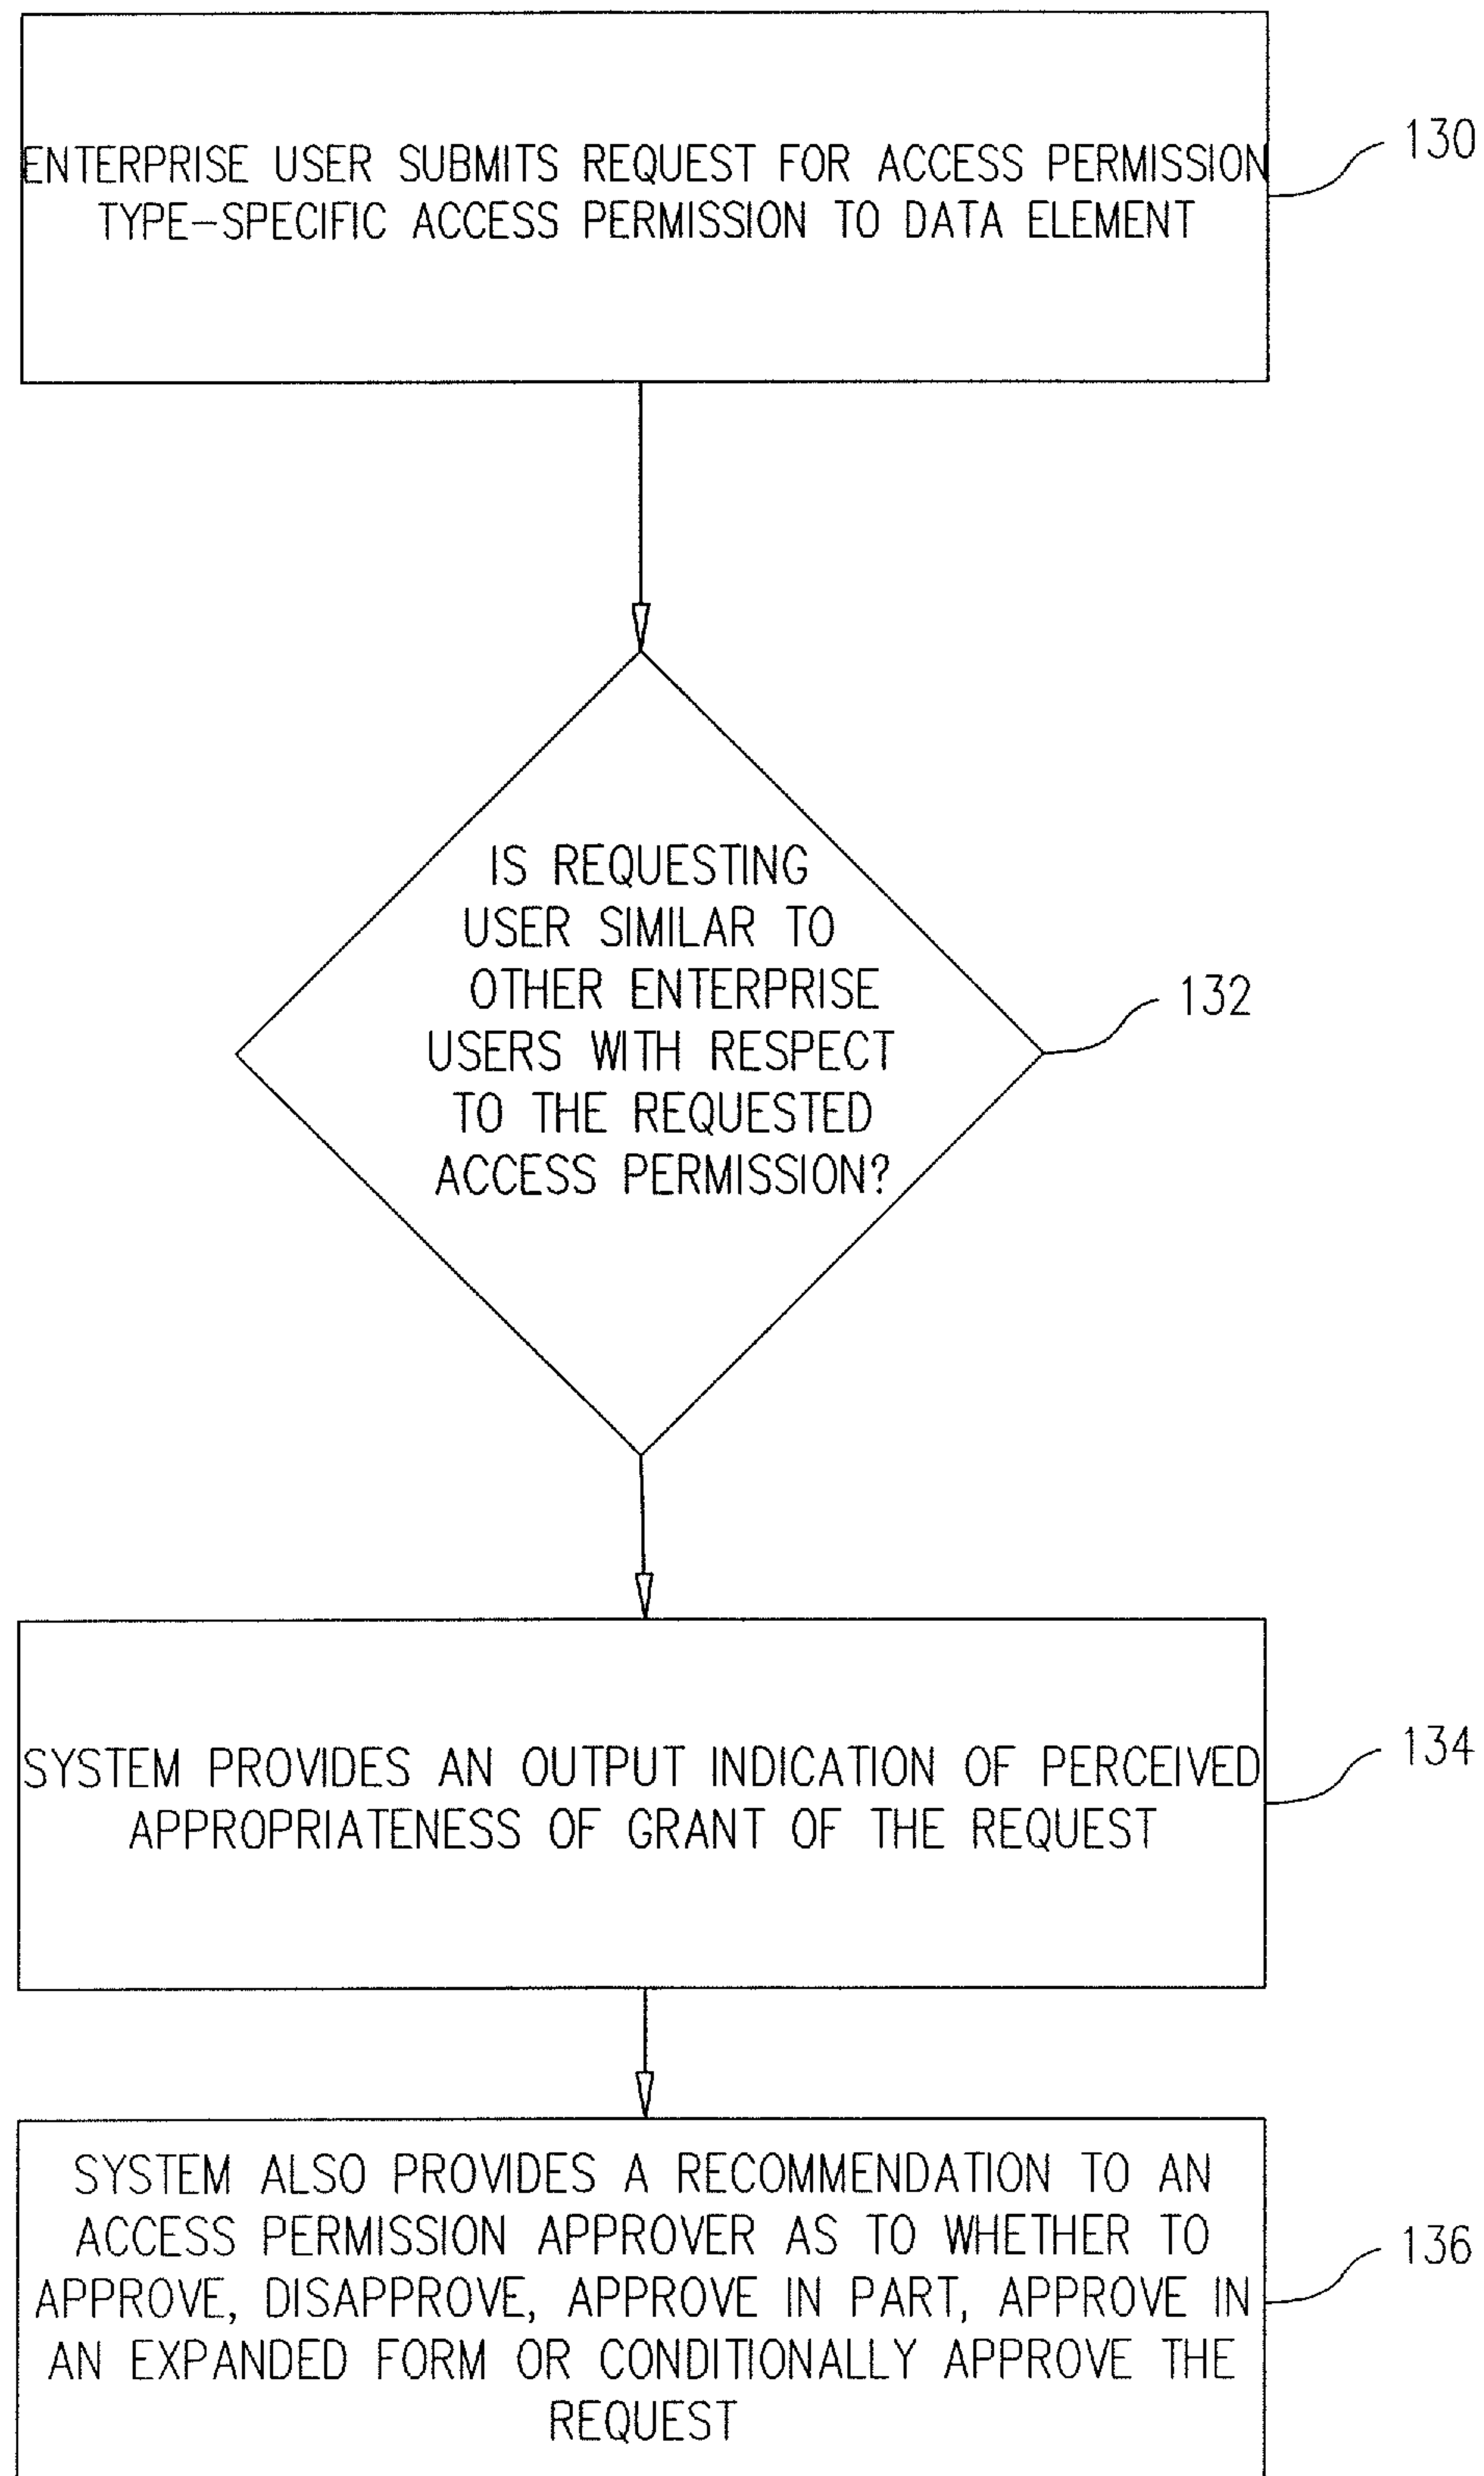 ENTERPRISE USER SUBMITS REQUEST FOR ACCESS PERMISSION
TYPE-SPECIFIC ACCESS PERMISSION TO DATA ELEMENT
130
IS REQUESTING
USER SIMILAR TO
OTHER ENTERPRISE
USERS WITH RESPECT
TO THE REQUESTED
ACCESS PERMISSION?
132
SYSTEM PROVIDES AN OUTPUT INDICATION OF PERCEIVED
APPROPRIATENESS OF GRANT OF THE REQUEST
134
SYSTEM ALSO PROVIDES A RECOMMENDATION TO AN
ACCESS PERMISSION APPROVER AS TO WHETHER TO
APPROVE, DISAPPROVE, APPROVE IN PART, APPROVE IN
AN EXPANDED FORM OR CONDITIONALLY APPROVE THE
REQUEST
136